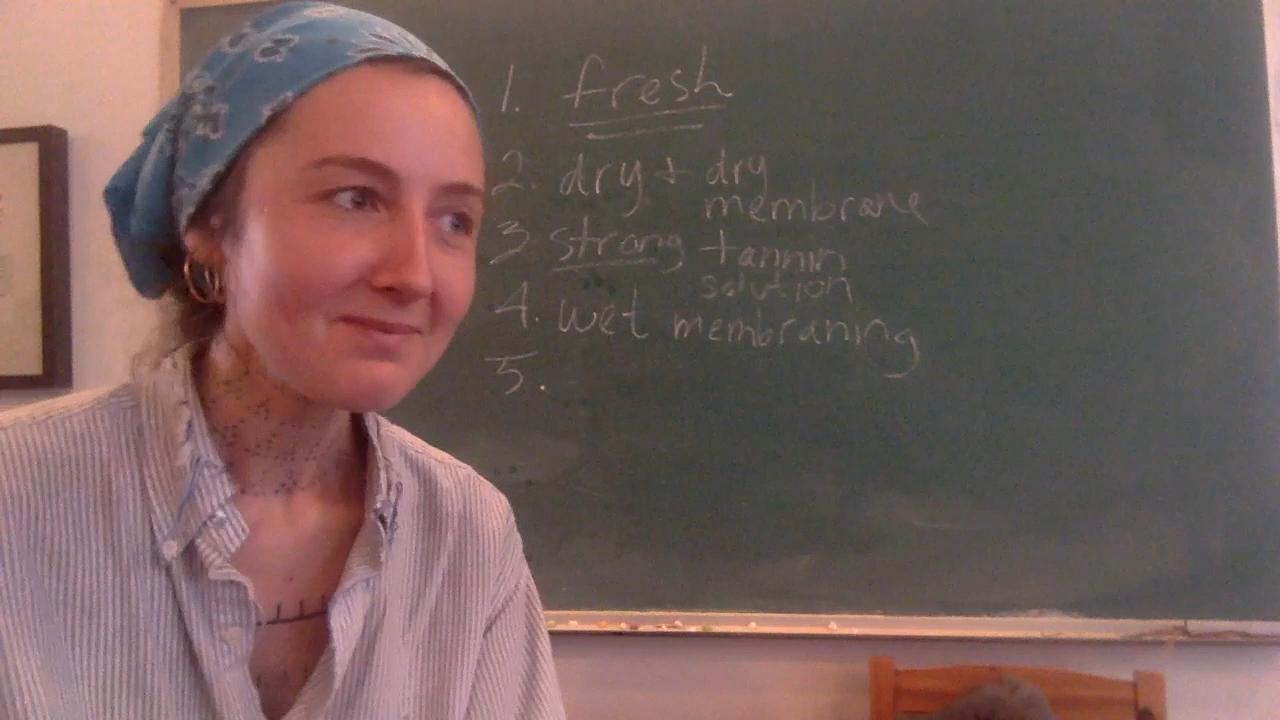 1. fresh
2. dry + dry
membrane
3 strong tannin
solution
4. wet membraning
5.